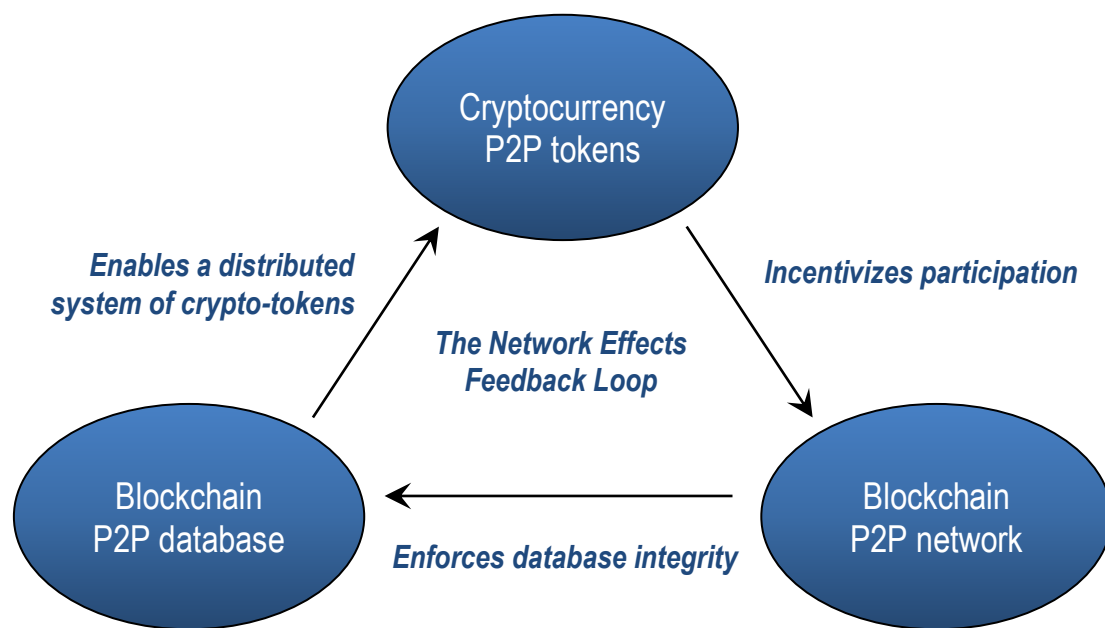 Cryptocurrency
P2P tokens
Enables a distributed
system of crypto-tokens
Incentivizes participation
The Network Effects
Feedback Loop
Blockchain
P2P database
Blockchain
P2P network
Enforces database integrity